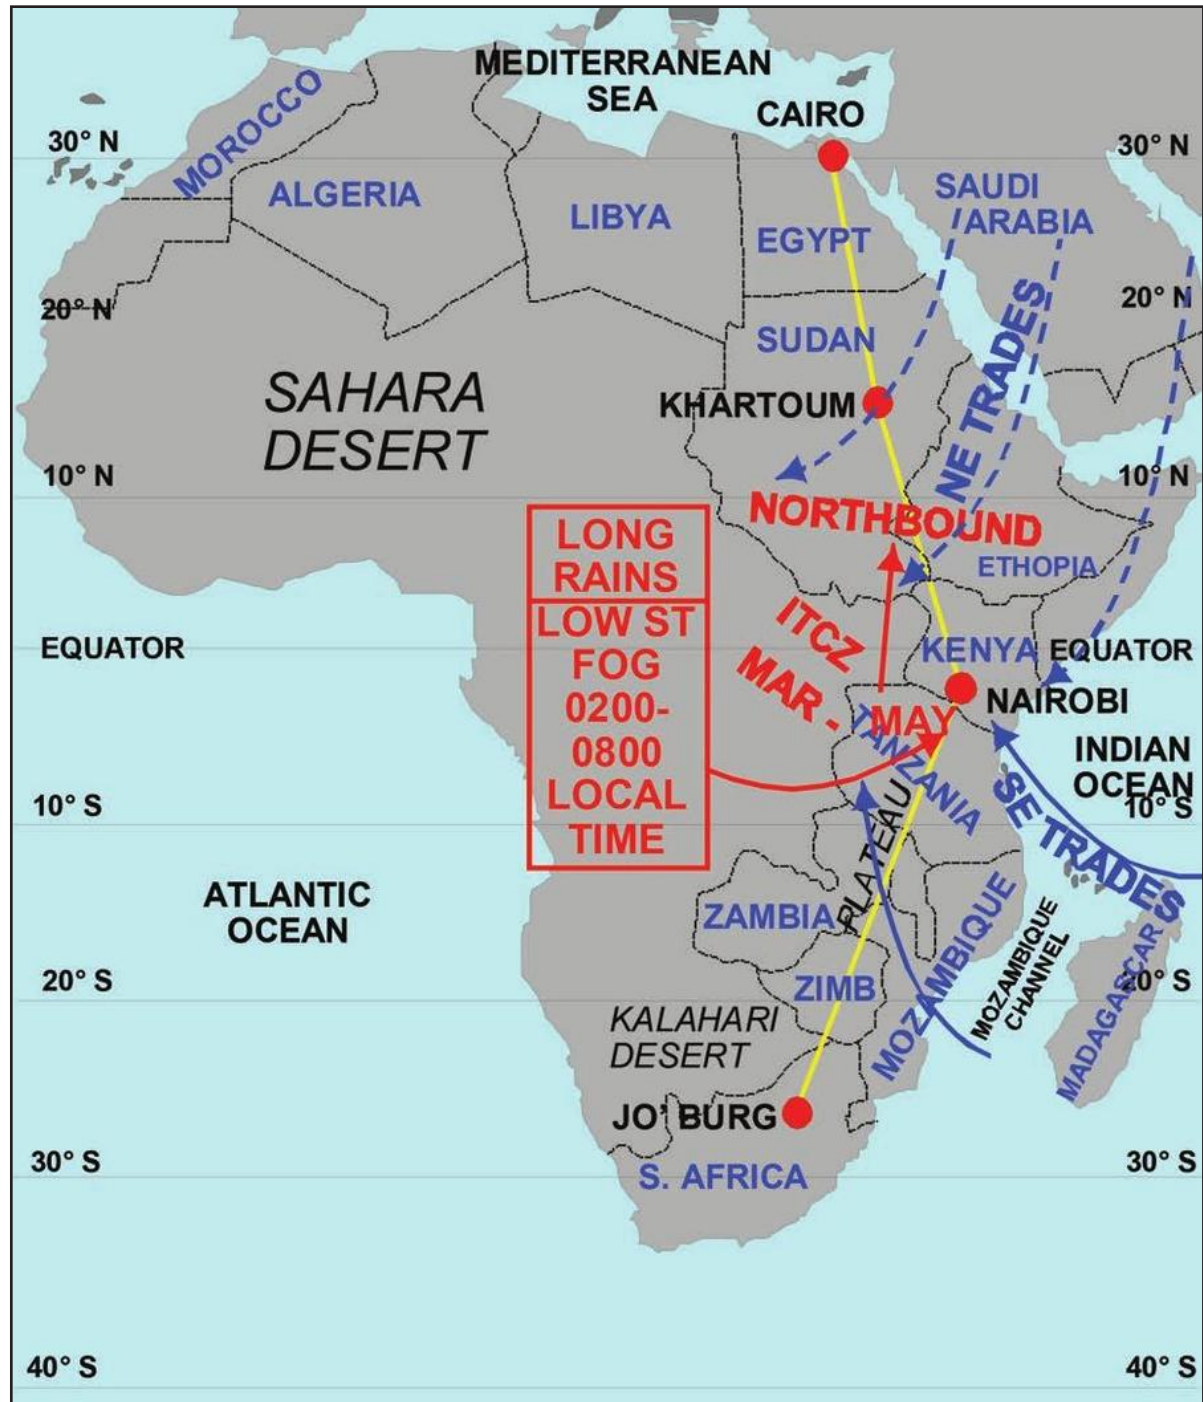 MEDITERRANEAN
SEA
CAIRO
30° N
MOROCCO
30° N
ALGERIA
LIBYA
EGYPT
SAUDI
ARABIA
20° N
20° N
SUDAN
NE TRADES
SAHARA
DESERT
KHARTOUM
10° N
10° N
NORTHBOUND
LONG
RAINS
LOW ST
FOG
0200-
0800
LOCAL
TIME
ETHOPIA
ITCZ
MAR -
MAY
EQUATOR
KENYA
EQUATOR
NAIROBI
TANZANIA
INDIAN
OCEAN
10° S
10° S
SE TRADES
PLATEAU
ATLANTIC
OCEAN
ZAMBIA
MOZAMBIQUE
MOZAMBIQUE
CHANNEL
MADAGASCAR
20° S
20° S
ZIMB
KALAHARI
DESERT
JO' BURG
30° S
30° S
S. AFRICA
40° S
40° S